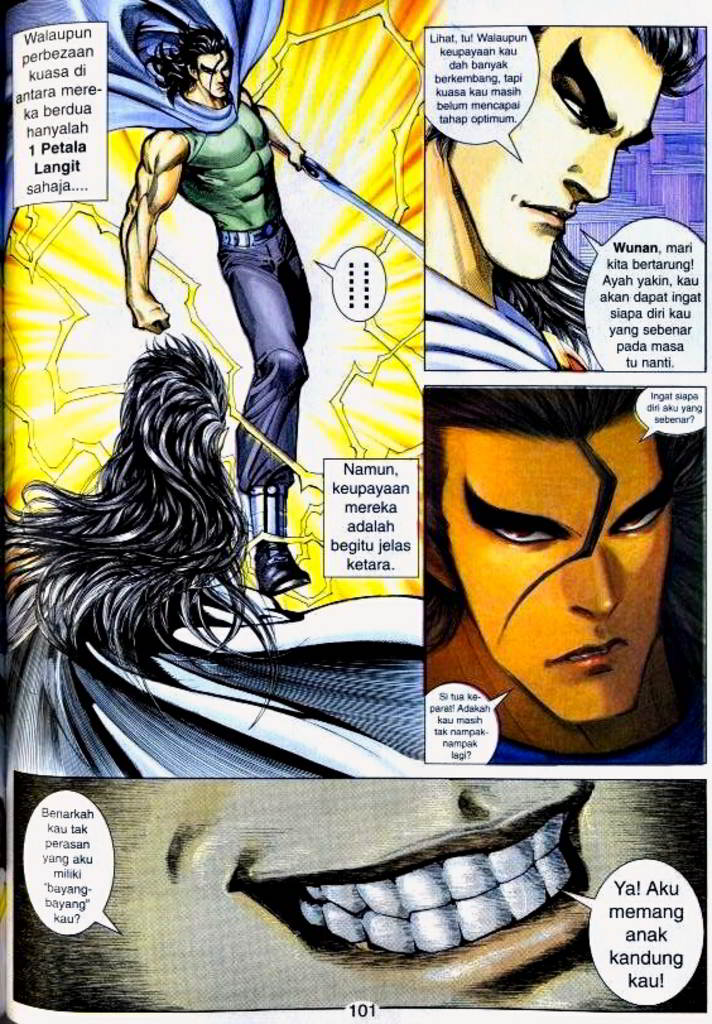 Walaupun
perbezaan
kuasa di
antara mere-
ka berdua
hanyalah
1 Petala
Langit
sahaja....
Namun,
keupayaan
mereka
adalah
begitu jelas
ketara.
Lihat, tu! Walaupun
keupayaan kau
dah banyak
berkembang, tapi
kuasa kau masih
belum mencapai
tahap optimum.
Wunan, mari
kita bertarung!
Ayah yakin, kau
akan dapat ingat
siapa diri kau
yang sebenar
pada masa
tu nanti.
Ingat siapa
diri aku yang
sebenar?
Si tua ke-
parat! Adakah
kau masih
tak nampak-
nampak
lagi?
Benarkah
kau tak
perasan
yang aku
miliki
"bayang-
bayang"
kau?
Ya! Aku
memang
anak
kandung
kau!
101